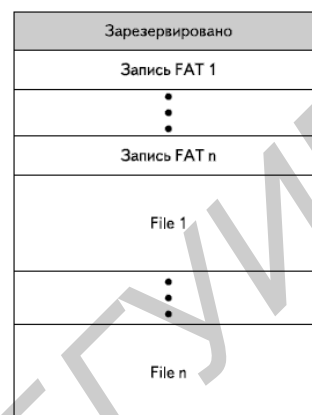 Зарезервировано
Запись FAT 1
Запись FAT n
File 1
File n